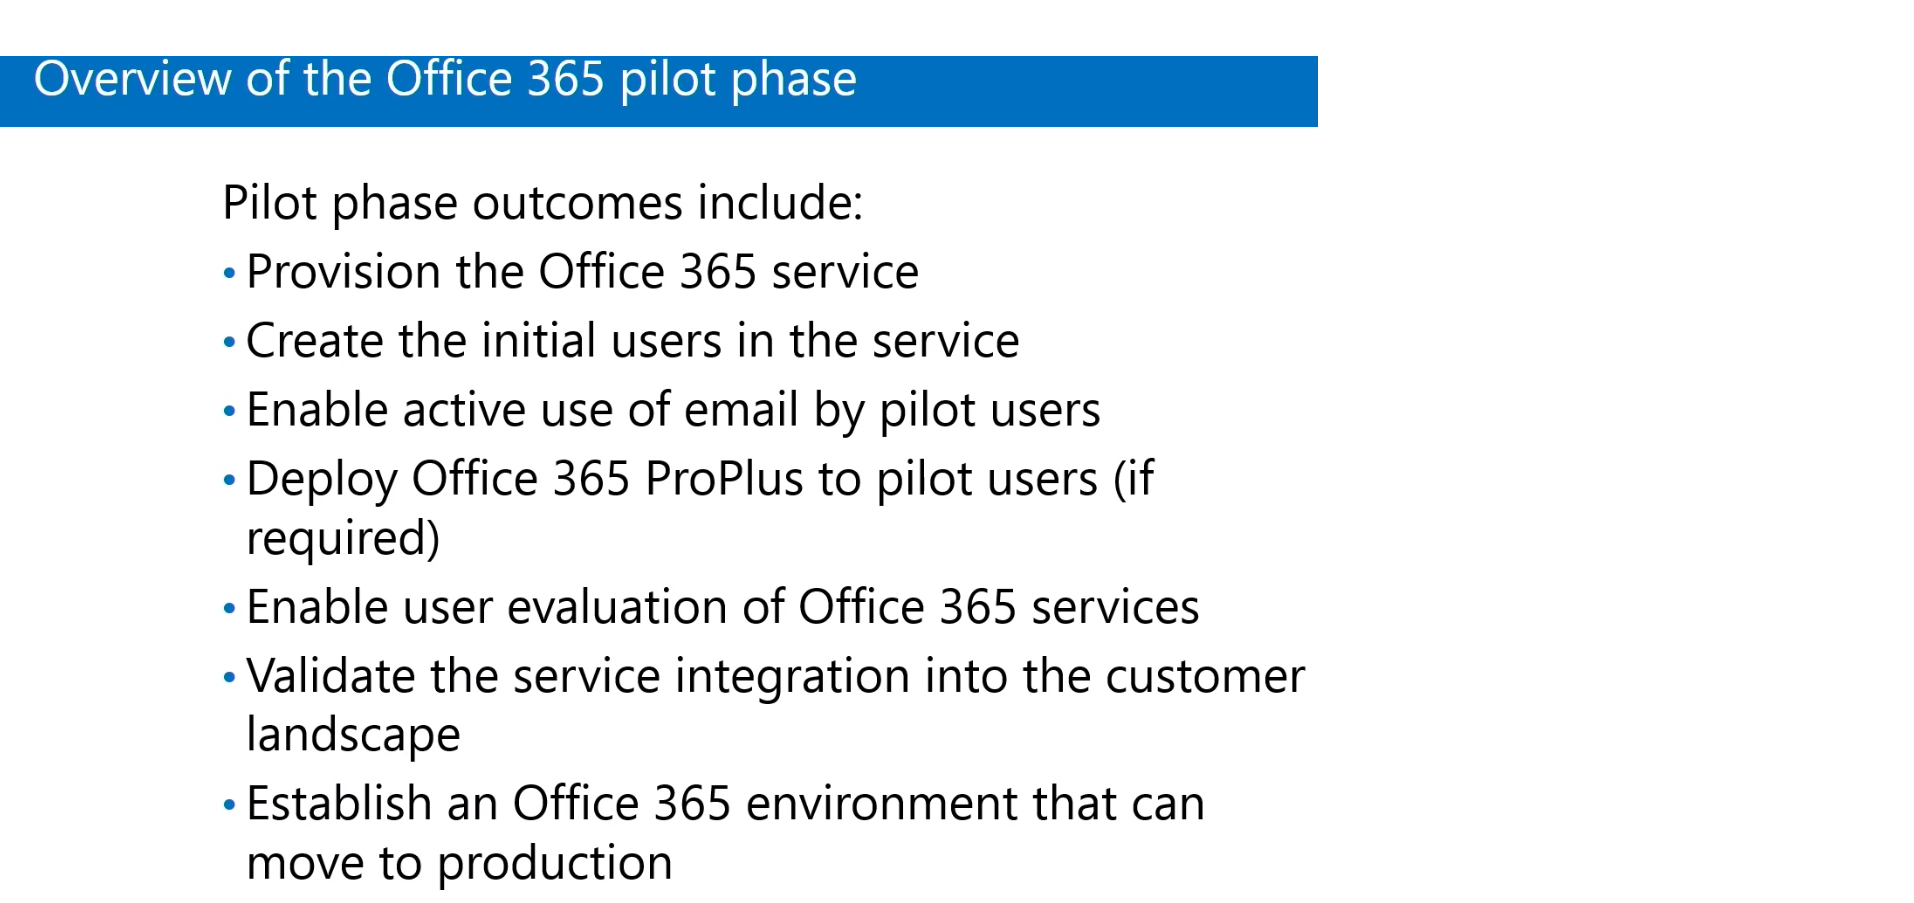 Overview of the Office 365 pilot phase
Pilot phase outcomes include:
• Provision the Office 365 service
• Create the initial users in the service
• Enable active use of email by pilot users
• Deploy Office 365 ProPlus to pilot users (if
required)
• Enable user evaluation of Office 365 services
• Validate the service integration into the customer
landscape
• Establish an Office 365 environment that can
move to production